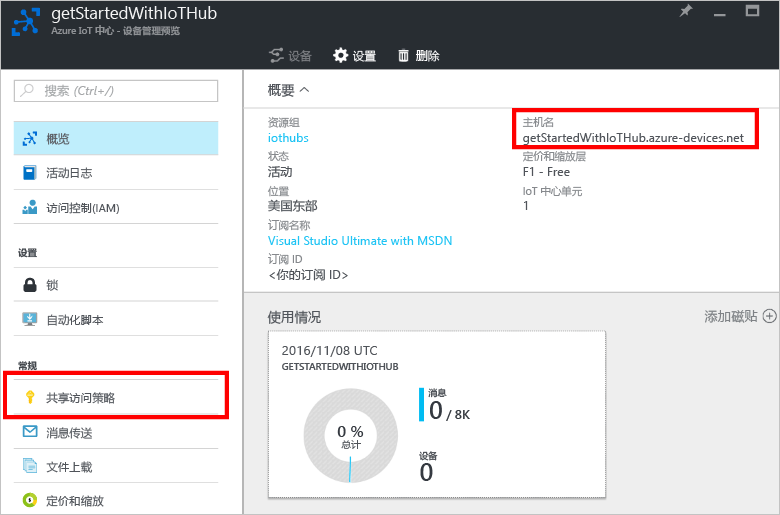 getStartedWithIoTHub
Azure IoT 中心 - 设备管理预览
设备
设置
删除
搜索 (Ctrl+/)
概览
活动日志
访问控制(IAM)
设置
锁
自动化脚本
常规
共享访问策略
消息传送
文件上载
定价和缩放
概要
资源组
iothubs
状态
活动
位置
美国东部
订阅名称
Visual Studio Ultimate with MSDN
订阅 ID
<你的订阅 ID>
主机名
getStartedWithIoTHub.azure-devices.net
定价和缩放层
F1 - Free
IoT 中心单元
1
使用情况
添加磁贴
2016/11/08 UTC
GETSTARTEDWITHIOTHUB
0 %
总计
消息
0 / 8K
设备
0